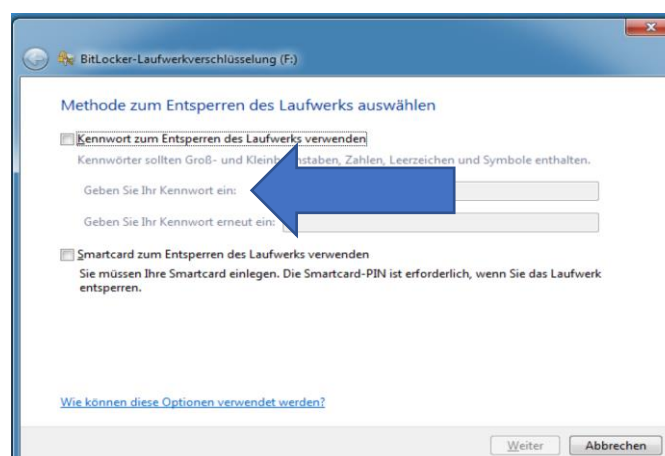 BitLocker-Laufwerkverschlüsselung (F:)
Methode zum Entsperren des Laufwerks auswählen
Kennwort zum Entsperren des Laufwerks verwenden
Kennwörter sollten Groß- und Kleinbuchstaben, Zahlen, Leerzeichen und Symbole enthalten.
Geben Sie Ihr Kennwort ein:
Geben Sie Ihr Kennwort erneut ein:
Smartcard zum Entsperren des Laufwerks verwenden
Sie müssen Ihre Smartcard einlegen. Die Smartcard-PIN ist erforderlich, wenn Sie das Laufwerk
entsperren.
Wie können diese Optionen verwendet werden?
Weiter
Abbrechen